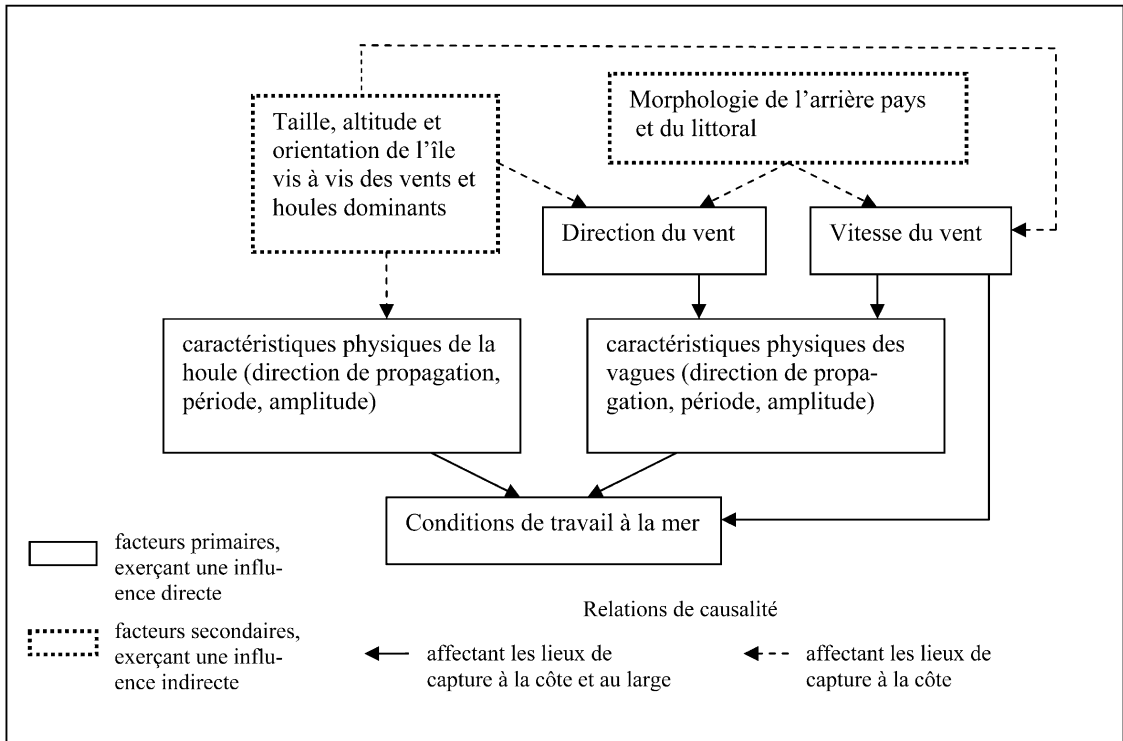 Taille, altitude et
orientation de l'île
vis à vis des vents et
houles dominants
Morphologie de l'arrière pays
et du littoral
Direction du vent
Vitesse du vent
caractéristiques physiques de la
houle (direction de propagation,
période, amplitude)
caractéristiques physiques des
vagues (direction de propa-
gation, période, amplitude)
Conditions de travail à la mer
facteurs primaires,
exerçant une influ-
ence directe
facteurs secondaires,
exerçant une influ-
ence indirecte
Relations de causalité
affectant les lieux de
capture à la côte et au large
affectant les lieux de
capture à la côte